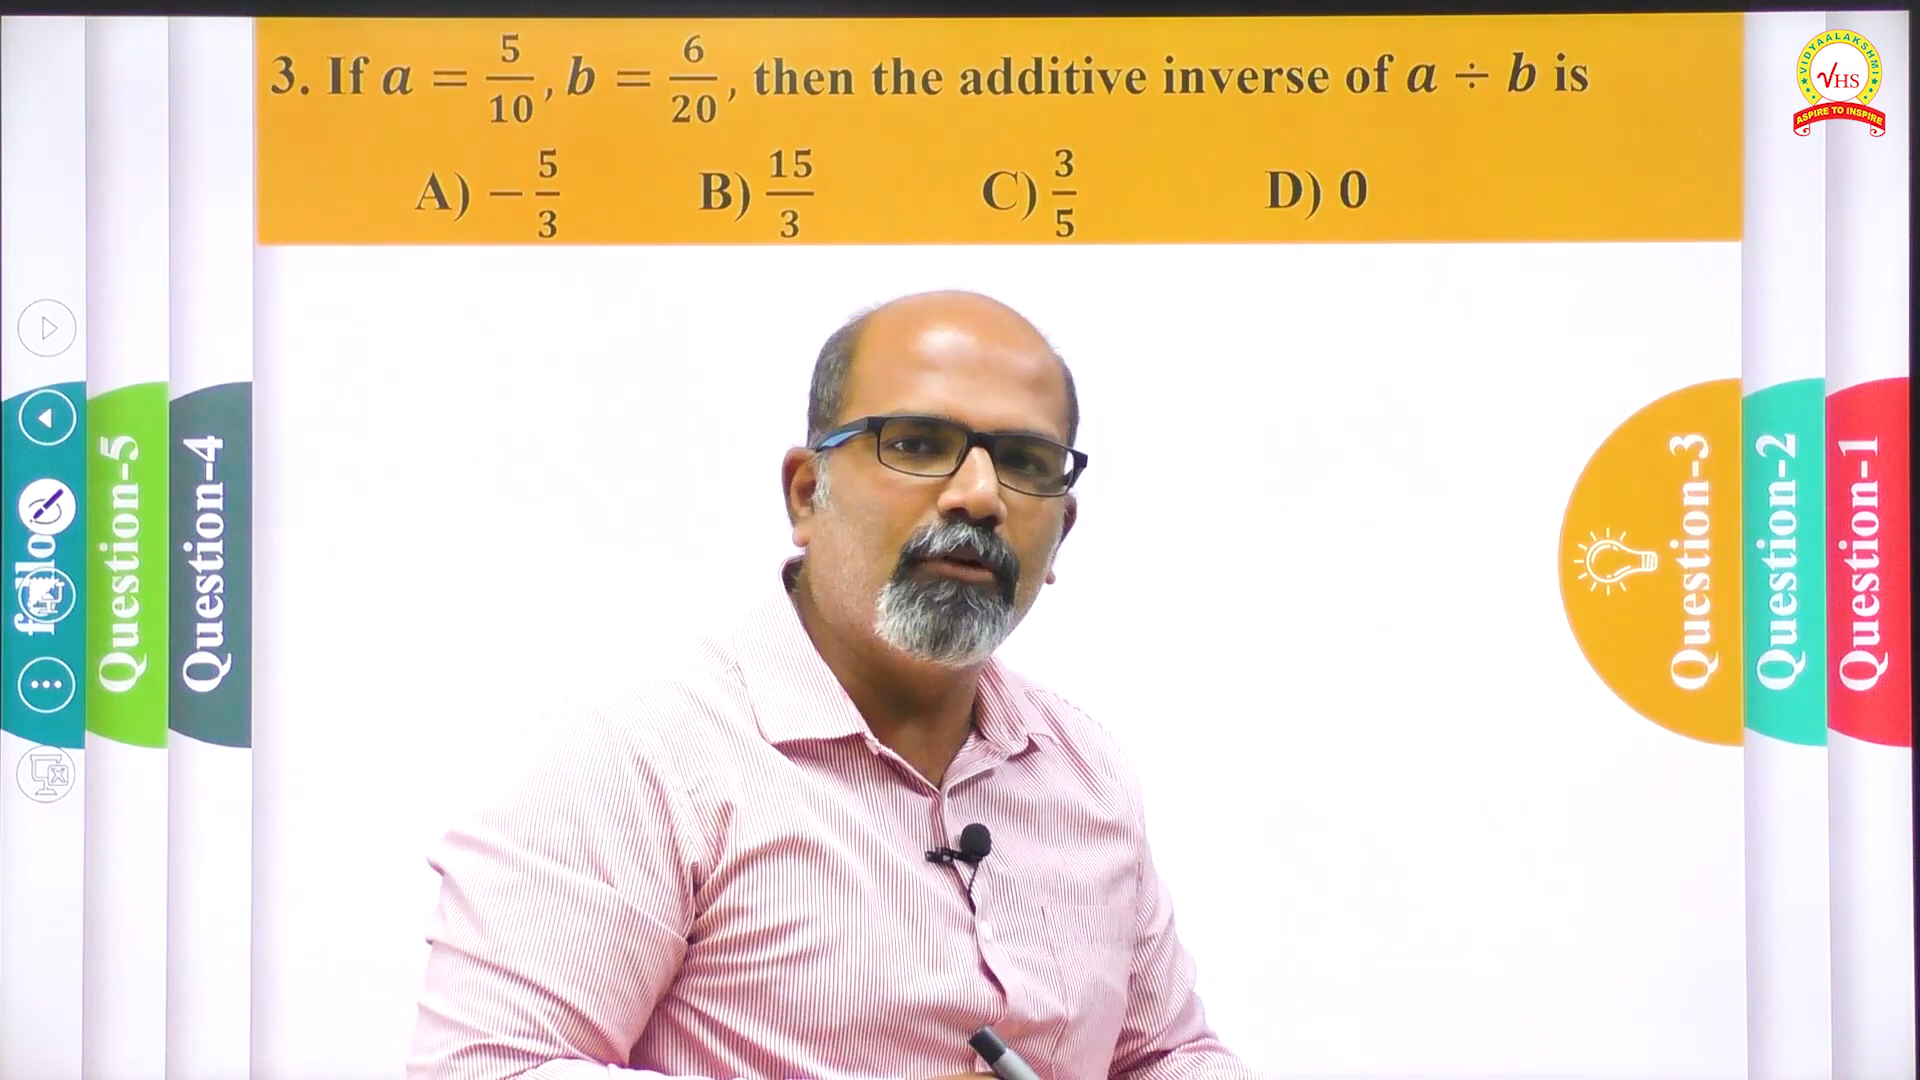 3. If a = 5/10, b = 6/20, then the additive inverse of a ÷ b is
A) −5/3 B) 15/3 C) 3/5 D) 0
VIDYAALAKSHMI
√HS
ASPIRE TO INSPIRE
Question-5
Question-4
Question-3
Question-2
Question-1